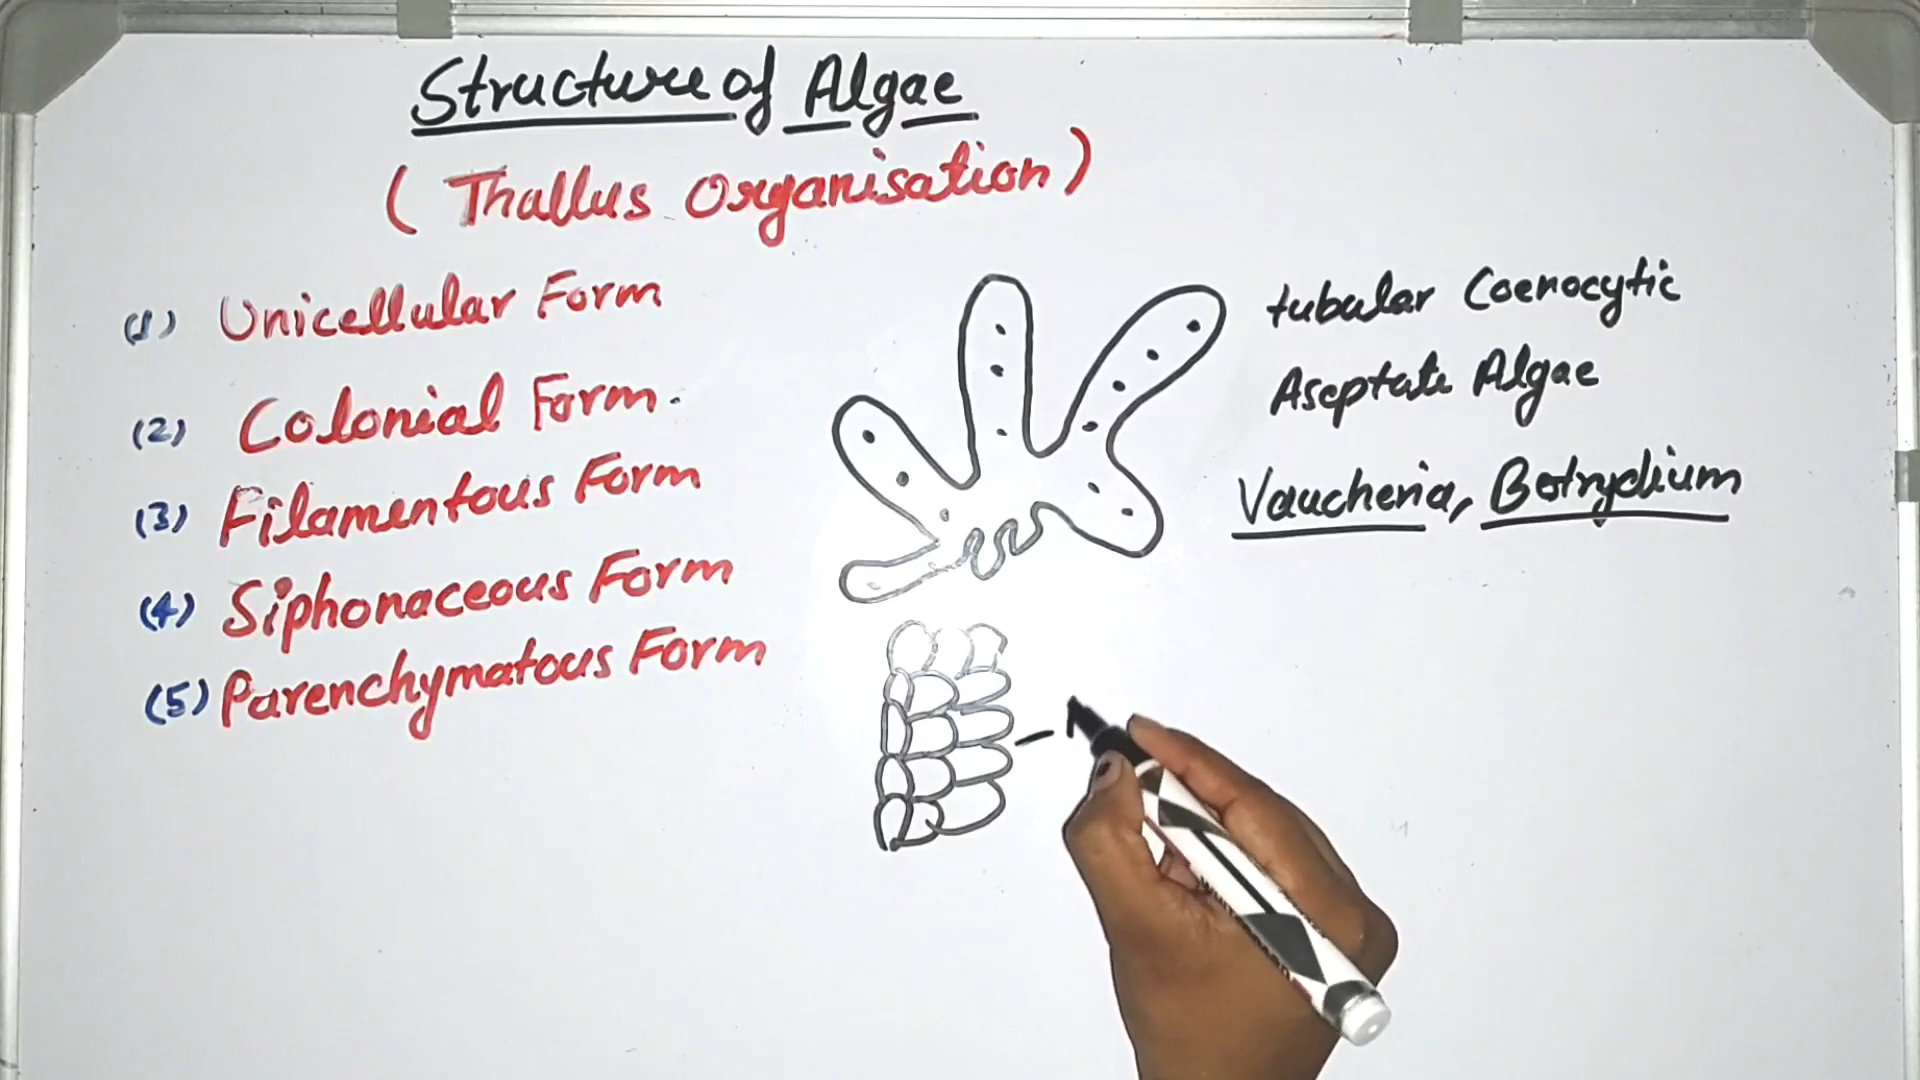 Structure of Algae
(Thallus Organisation)
(1) Unicellular Form
(2) Colonial Form.
(3) Filamentous Form
(4) Siphonaceous Form
(5) Parenchymatous Form
tubular Coenocytic
Aseptate Algae
Vaucheria, Botrydium